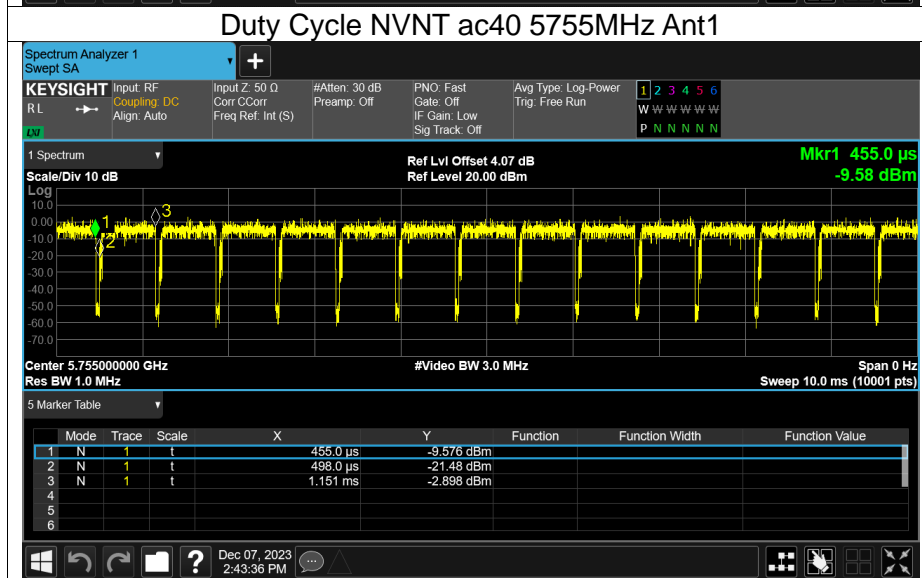 Duty Cycle NVNT ac40 5755MHz Ant1
Spectrum Analyzer 1
Swept SA
+
KEYSIGHT Input: RF Input Z: 50 Ω #Atten: 30 dB PNO: Fast Avg Type: Log-Power 1 2 3 4 5 6
R L Coupling: DC Corr CCorr Preamp: Off Gate: Off Trig: Free Run W W W W W W
Align: Auto Freq Ref: Int (S) IF Gain: Low
LXI Sig Track: Off P N N N N N
1 Spectrum Ref Lvl Offset 4.07 dB Mkr1 455.0 µs
Scale/Div 10 dB Ref Level 20.00 dBm -9.58 dBm
Log
10.0
0.00
-10.0
-20.0
-30.0
-40.0
-50.0
-60.0
-70.0
1
2
3
Center 5.755000000 GHz #Video BW 3.0 MHz Span 0 Hz
Res BW 1.0 MHz Sweep 10.0 ms (10001 pts)
5 Marker Table
Mode Trace Scale X Y Function Function Width Function Value
1 N 1 t 455.0 µs -9.576 dBm
2 N 1 t 498.0 µs -21.48 dBm
3 N 1 t 1.151 ms -2.898 dBm
4
5
6
? Dec 07, 2023
2:43:36 PM